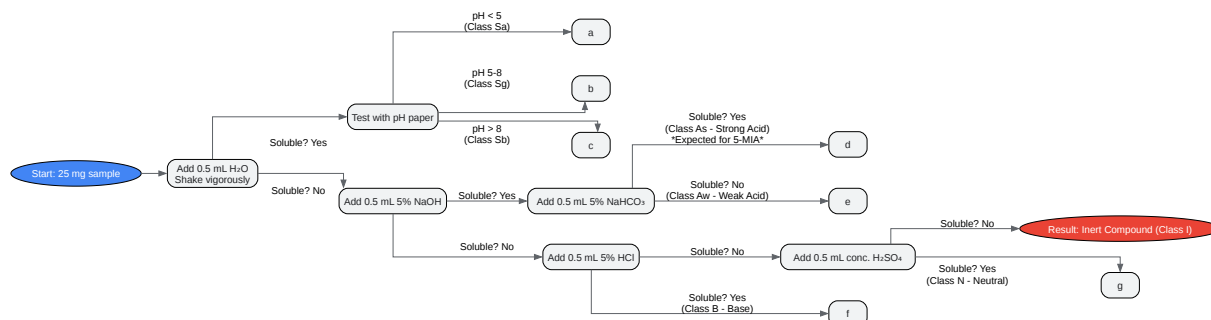 pH < 5
(Class Sa)
a
pH 5-8
(Class Sg)
b
Test with pH paper
pH > 8
(Class Sb)
c
Soluble? Yes
Soluble? Yes
(Class As - Strong Acid)
*Expected for 5-MIA*
d
Start: 25 mg sample
Add 0.5 mL H₂O
Shake vigorously
Soluble? No
Add 0.5 mL 5% NaOH
Soluble? Yes
Add 0.5 mL 5% NaHCO₃
Soluble? No
(Class Aw - Weak Acid)
e
Soluble? No
Add 0.5 mL 5% HCl
Soluble? No
Add 0.5 mL conc. H₂SO₄
Soluble? No
Result: Inert Compound (Class I)
Soluble? Yes
(Class N - Neutral)
g
Soluble? Yes
(Class B - Base)
f